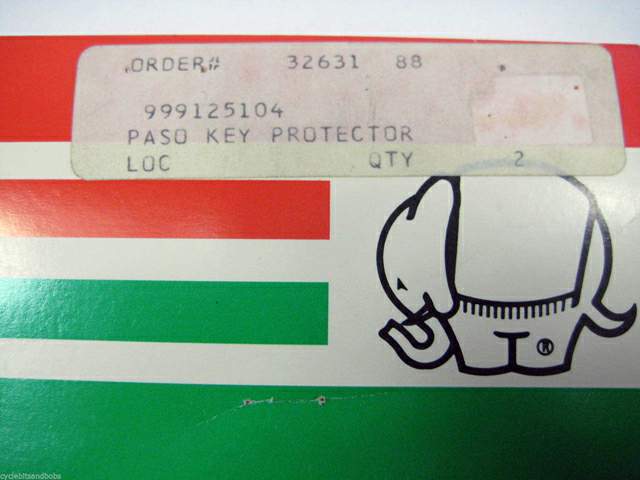 ORDER# 32631 88
999125104
PASO KEY PROTECTOR
LOC QTY 2
®
cyclebitsandbobs